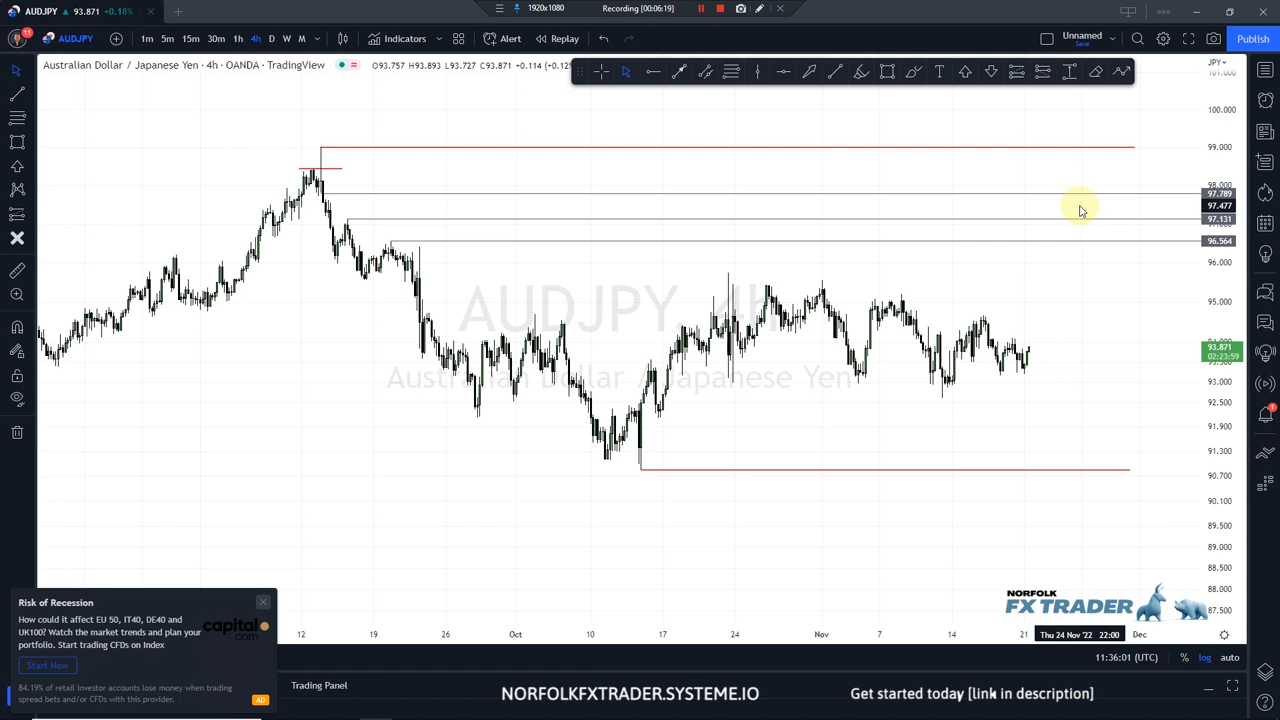 AUDJPY ▲ 93.871 +0.18%
1920x1080
Recording [00:06:19]
11
AUDJPY
1m 5m 15m 30m 1h 4h D W M
Indicators
Alert
Replay
Unnamed
Save
Publish
Australian Dollar / Japanese Yen · 4h · OANDA · TradingView
O93.757 H93.893 L93.727 C93.871 +0.114
JPY
101.000
100.000
99.000
98.000
97.789
97.477
97.131
96.564
96.000
95.000
93.871
02:23:59
93.000
92.500
91.900
91.300
90.700
90.100
89.500
89.000
88.500
88.000
87.500
AUDJPY, 4h
Australian Dollar / Japanese Yen
1
Risk of Recession
How could it affect EU 50, IT40, DE40 and
UK100? Watch the market trends and plan your
portfolio. Start trading CFDs on Index
capital
com
Start Now
84.19% of retail investor accounts lose money when trading
spread bets and/or CFDs with this provider.
AD
NORFOLK
FX TRADER
12 19 26 Oct 10 17 24 Nov 7 14 21 Thu 24 Nov '22 22:00 Dec
11:36:01 (UTC) % log auto
Trading Panel
NORFOLKFXTRADER.SYSTEME.IO
Get started today [link in description]